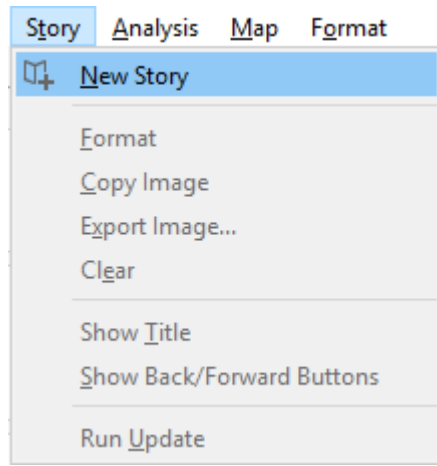 Story Analysis Map Format
New Story
Format
Copy Image
Export Image...
Clear
Show Title
Show Back/Forward Buttons
Run Update